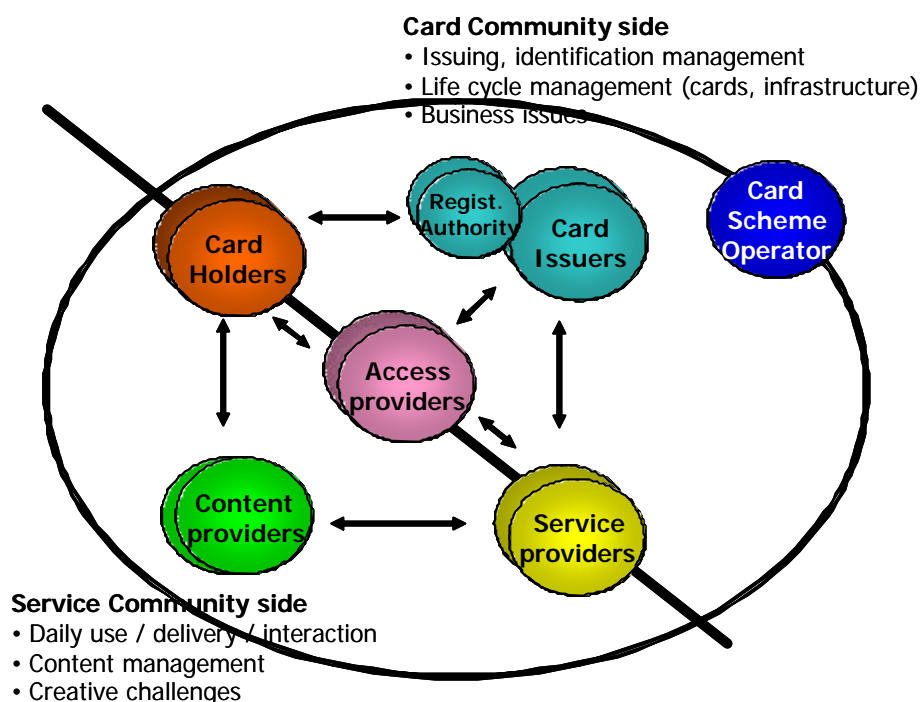 Card Community side
• Issuing, identification management
• Life cycle management (cards, infrastructure)
• Business issues
Regist.
Authority
Card
Issuers
Card
Scheme
Operator
Card
Holders
Access
providers
Content
providers
Service
providers
Service Community side
• Daily use / delivery / interaction
• Content management
• Creative challenges